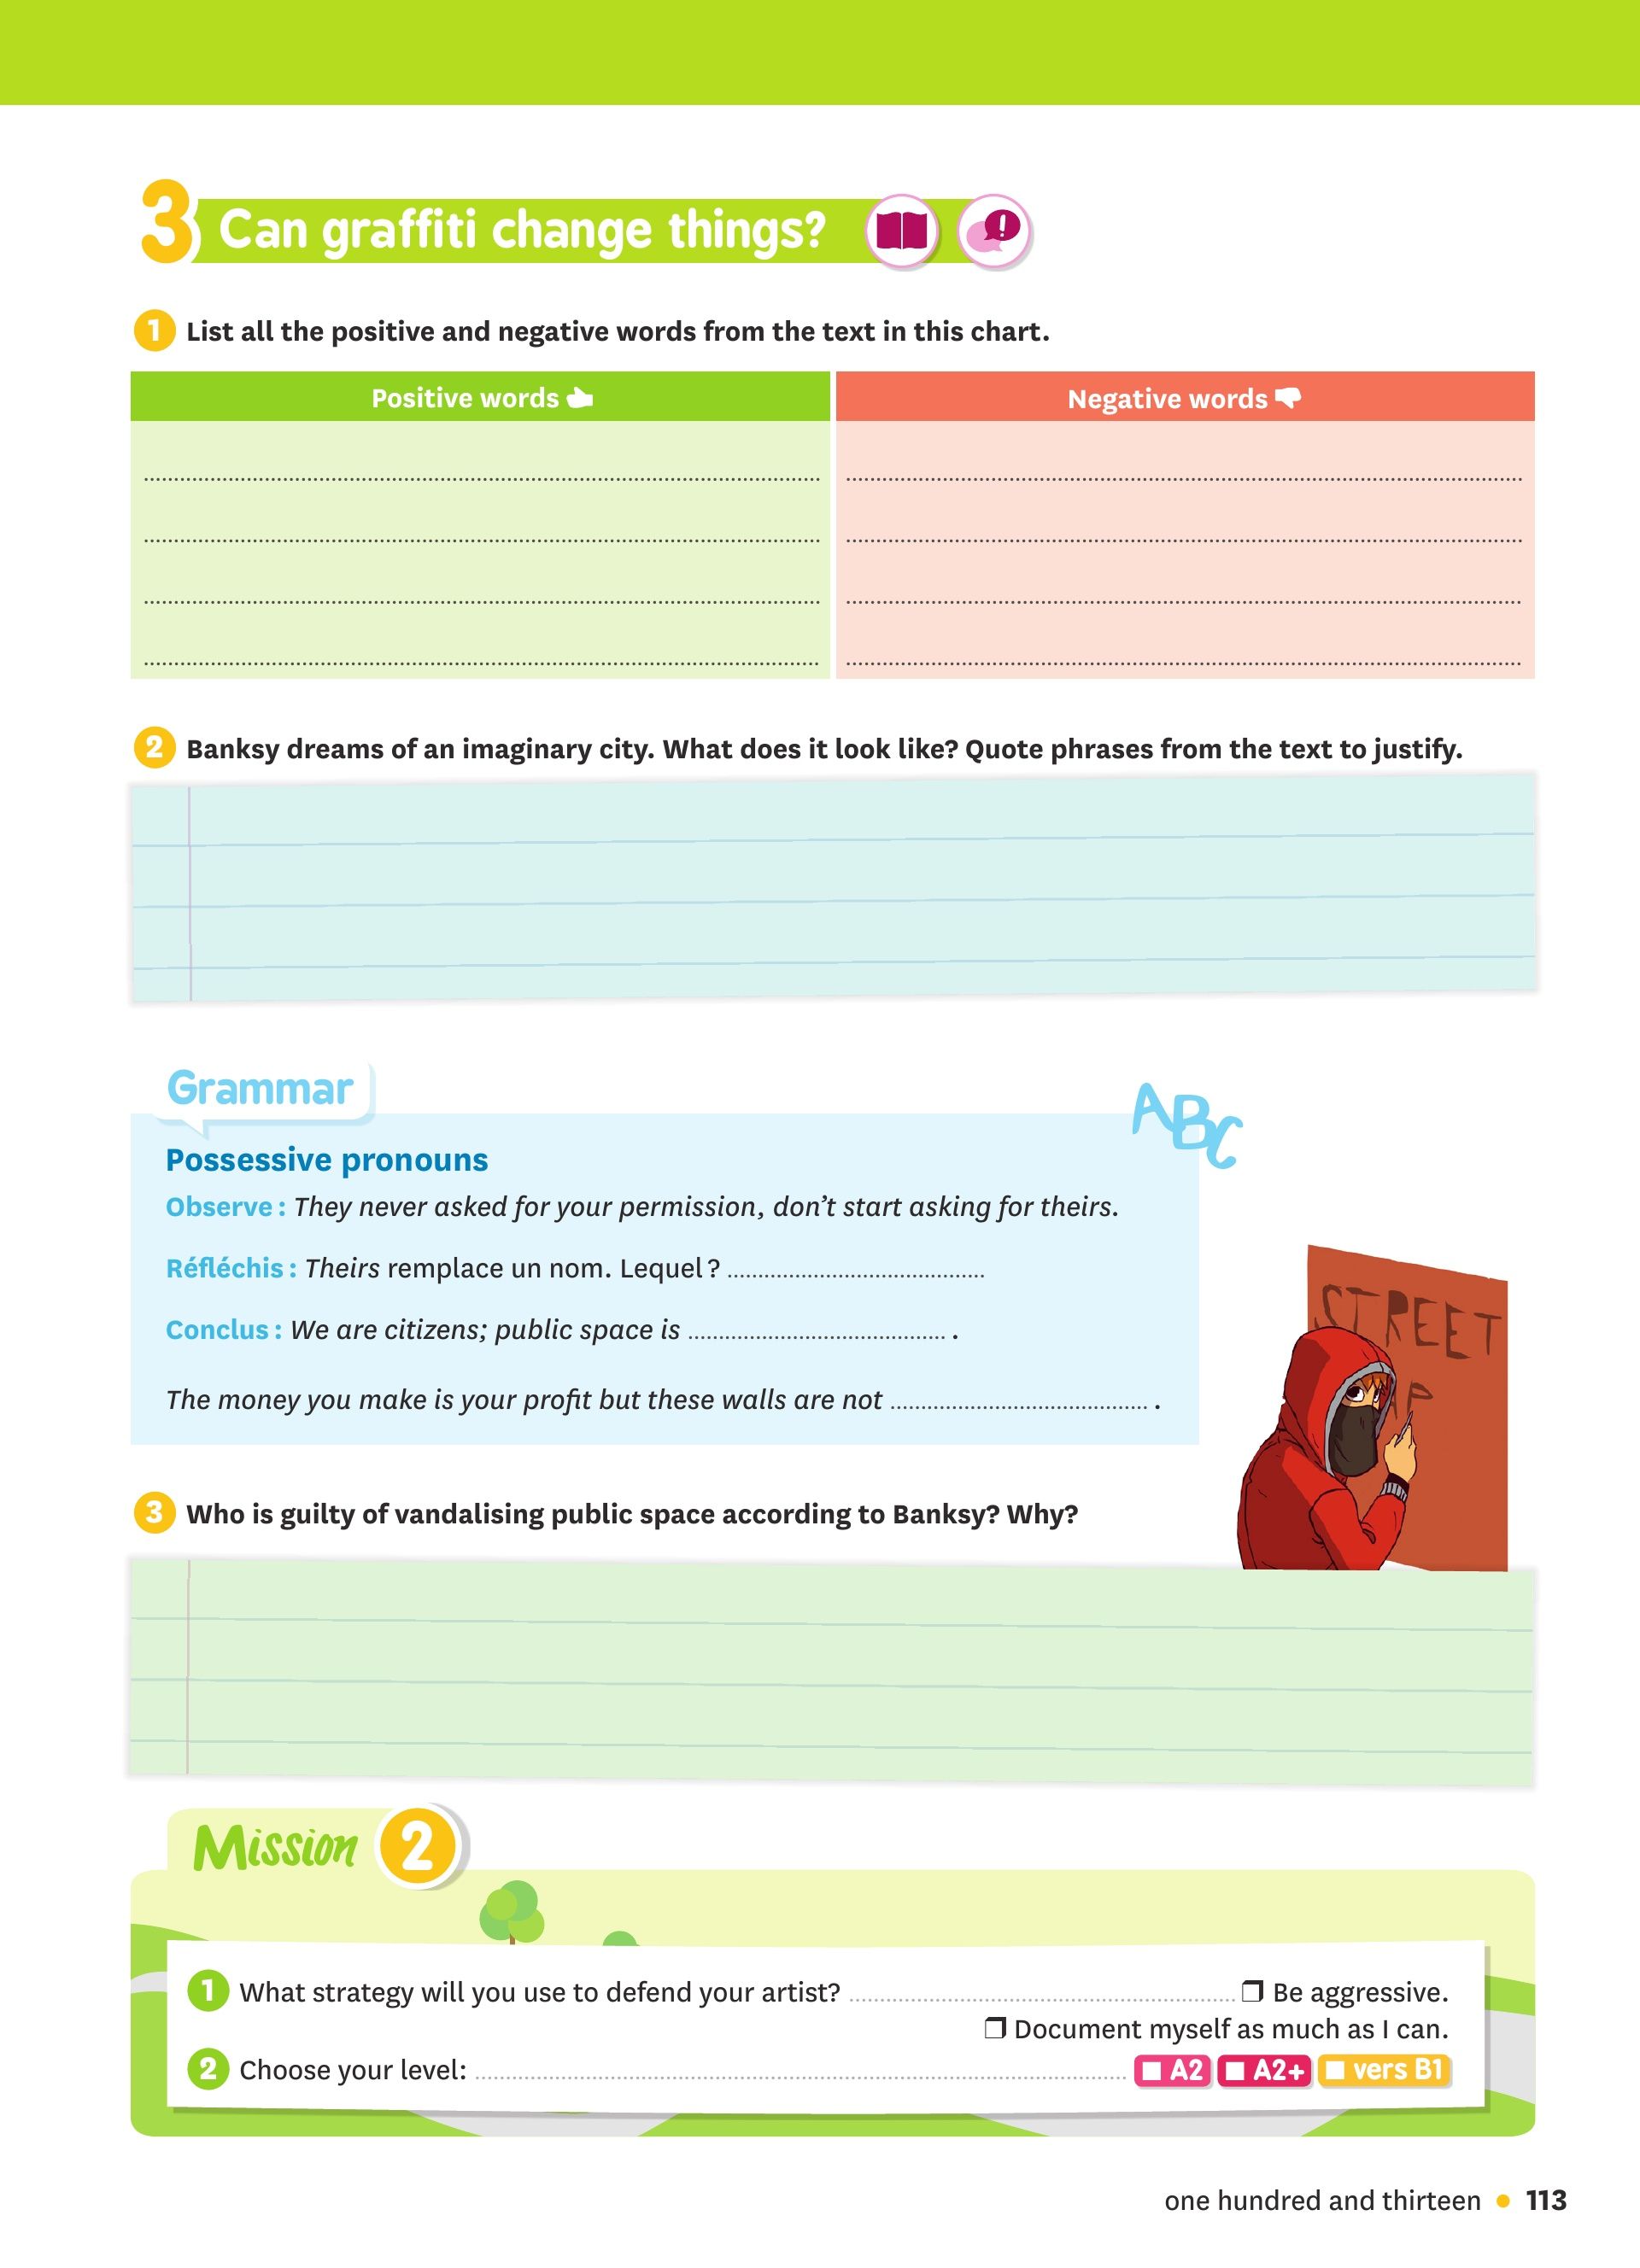 3 Can graffiti change things?
1 List all the positive and negative words from the text in this chart.
Positive words
Negative words
2 Banksy dreams of an imaginary city. What does it look like? Quote phrases from the text to justify.
Grammar
ABC
Possessive pronouns
Observe : They never asked for your permission, don't start asking for theirs.
Réfléchis : Theirs remplace un nom. Lequel ? ..........
Conclus : We are citizens; public space is .......... .
The money you make is your profit but these walls are not .......... .
STREET
AP
3 Who is guilty of vandalising public space according to Banksy? Why?
Mission 2
1 What strategy will you use to defend your artist? .......... ❒ Be aggressive.
❒ Document myself as much as I can.
2 Choose your level: .......... ■ A2 ■ A2+ ■ vers B1
one hundred and thirteen • 113